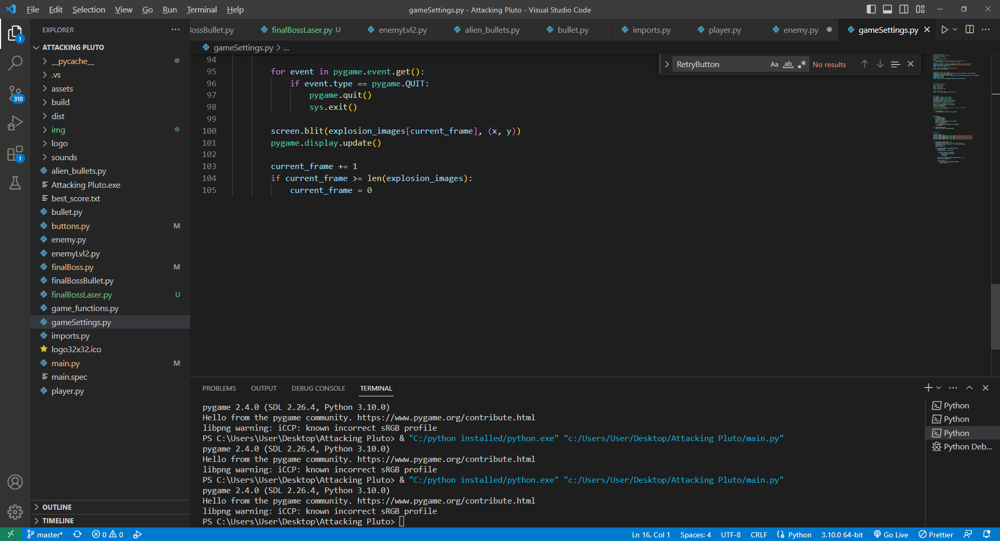 File Edit Selection View Go Run Terminal Help
gameSettings.py - Attacking Pluto - Visual Studio Code
EXPLORER
BossBullet.py
finalBossLaser.py U
enemyLvl2.py
alien_bullets.py
bullet.py
imports.py
player.py
enemy.py
gameSettings.py
gameSettings.py > ...
ATTACKING PLUTO
__pycache__
.vs
assets
build
dist
img
logo
sounds
alien_bullets.py
Attacking Pluto.exe
best_score.txt
bullet.py
buttons.py M
enemy.py
enemyLvl2.py
finalBoss.py M
finalBossBullet.py
finalBossLaser.py U
game_functions.py
gameSettings.py
imports.py
logo32x32.ico
main.py M
main.spec
player.py
OUTLINE
TIMELINE
1
310
1
RetryButton
Aa ab .*
No results
94
95 for event in pygame.event.get():
96 if event.type == pygame.QUIT:
97 pygame.quit()
98 sys.exit()
99
100 screen.blit(explosion_images[current_frame], (x, y))
101 pygame.display.update()
102
103 current_frame += 1
104 if current_frame >= len(explosion_images):
105 current_frame = 0
PROBLEMS OUTPUT DEBUG CONSOLE TERMINAL
pygame 2.4.0 (SDL 2.26.4, Python 3.10.0)
Hello from the pygame community. https://www.pygame.org/contribute.html
libpng warning: iCCP: known incorrect sRGB profile
PS C:\Users\User\Desktop\Attacking Pluto> & "C:/python installed/python.exe" "c:/Users/User/Desktop/Attacking Pluto/main.py"
pygame 2.4.0 (SDL 2.26.4, Python 3.10.0)
Hello from the pygame community. https://www.pygame.org/contribute.html
libpng warning: iCCP: known incorrect sRGB profile
PS C:\Users\User\Desktop\Attacking Pluto> & "C:/python installed/python.exe" "c:/Users/User/Desktop/Attacking Pluto/main.py"
pygame 2.4.0 (SDL 2.26.4, Python 3.10.0)
Hello from the pygame community. https://www.pygame.org/contribute.html
libpng warning: iCCP: known incorrect sRGB profile
PS C:\Users\User\Desktop\Attacking Pluto>
Python
Python
Python
Python Deb...
master* 0 0
Ln 16, Col 1 Spaces: 4 UTF-8 CRLF Python 3.10.0 64-bit Go Live Prettier